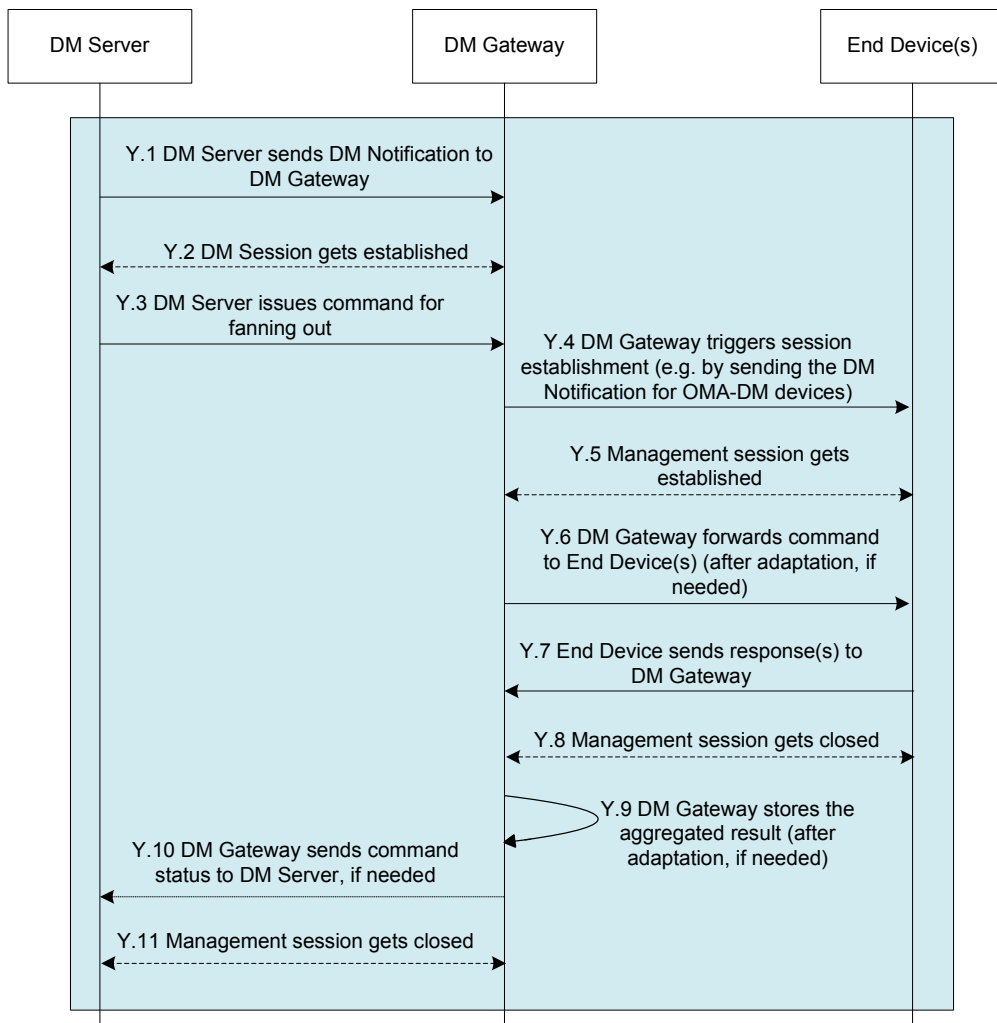 DM Server
DM Gateway
End Device(s)
Y.1 DM Server sends DM Notification to
DM Gateway
Y.2 DM Session gets established
Y.3 DM Server issues command for
fanning out
Y.4 DM Gateway triggers session
establishment (e.g. by sending the DM
Notification for OMA-DM devices)
Y.5 Management session gets
established
Y.6 DM Gateway forwards command
to End Device(s) (after adaptation, if
needed)
Y.7 End Device sends response(s) to
DM Gateway
Y.8 Management session gets closed
Y.9 DM Gateway stores the
aggregated result (after
adaptation, if needed)
Y.10 DM Gateway sends command
status to DM Server, if needed
Y.11 Management session gets closed